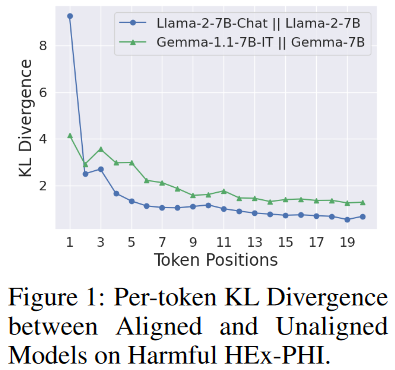 Llama-2-7B-Chat || Llama-2-7B
Gemma-1.1-7B-IT || Gemma-7B
KL Divergence
8
6
4
2
1 3 5 7 9 11 13 15 17 19
Token Positions
Figure 1: Per-token KL Divergence
between Aligned and Unaligned
Models on Harmful HEx-PHI.